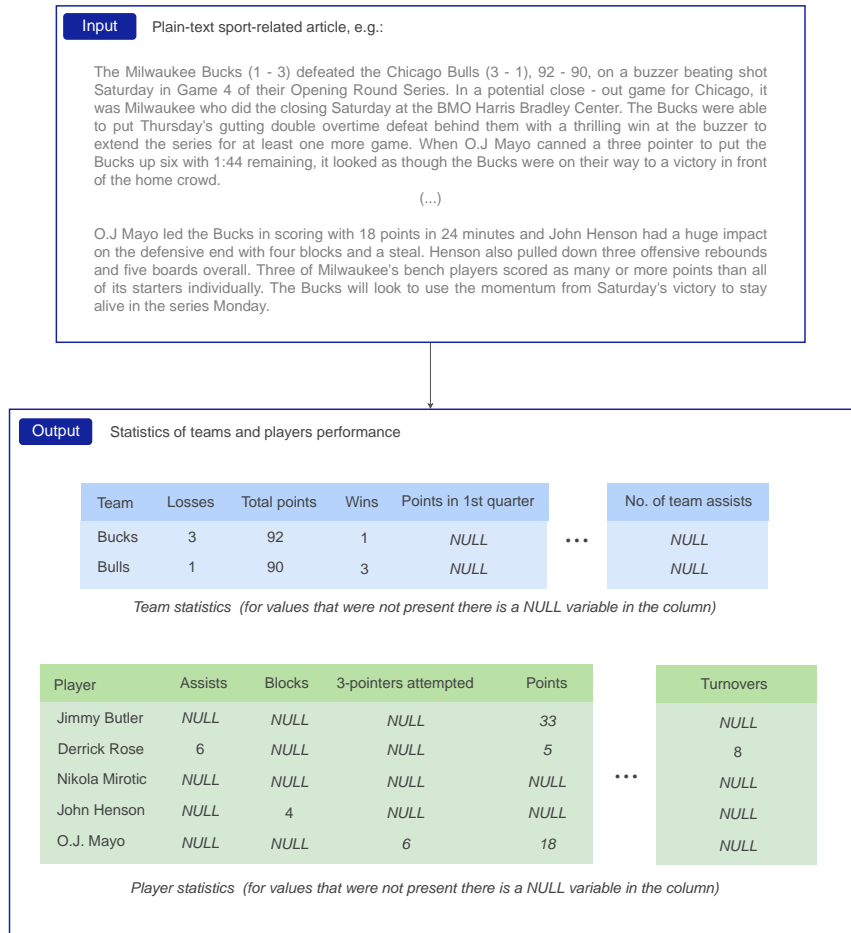 Input Plain-text sport-related article, e.g.:
The Milwaukee Bucks (1 - 3) defeated the Chicago Bulls (3 - 1), 92 - 90, on a buzzer beating shot
Saturday in Game 4 of their Opening Round Series. In a potential close - out game for Chicago, it
was Milwaukee who did the closing Saturday at the BMO Harris Bradley Center. The Bucks were able
to put Thursday's gutting double overtime defeat behind them with a thrilling win at the buzzer to
extend the series for at least one more game. When O.J Mayo canned a three pointer to put the
Bucks up six with 1:44 remaining, it looked as though the Bucks were on their way to a victory in front
of the home crowd.
(...)
O.J Mayo led the Bucks in scoring with 18 points in 24 minutes and John Henson had a huge impact
on the defensive end with four blocks and a steal. Henson also pulled down three offensive rebounds
and five boards overall. Three of Milwaukee's bench players scored as many or more points than all
of its starters individually. The Bucks will look to use the momentum from Saturday's victory to stay
alive in the series Monday.
Output Statistics of teams and players performance
Team Losses Total points Wins Points in 1st quarter No. of team assists
Bucks 3 92 1 NULL ... NULL
Bulls 1 90 3 NULL NULL
Team statistics (for values that were not present there is a NULL variable in the column)
Player Assists Blocks 3-pointers attempted Points Turnovers
Jimmy Butler NULL NULL NULL 33 NULL
Derrick Rose 6 NULL NULL 5 8
Nikola Mirotic NULL NULL NULL NULL ... NULL
John Henson NULL 4 NULL NULL NULL
O.J. Mayo NULL NULL 6 18 NULL
Player statistics (for values that were not present there is a NULL variable in the column)